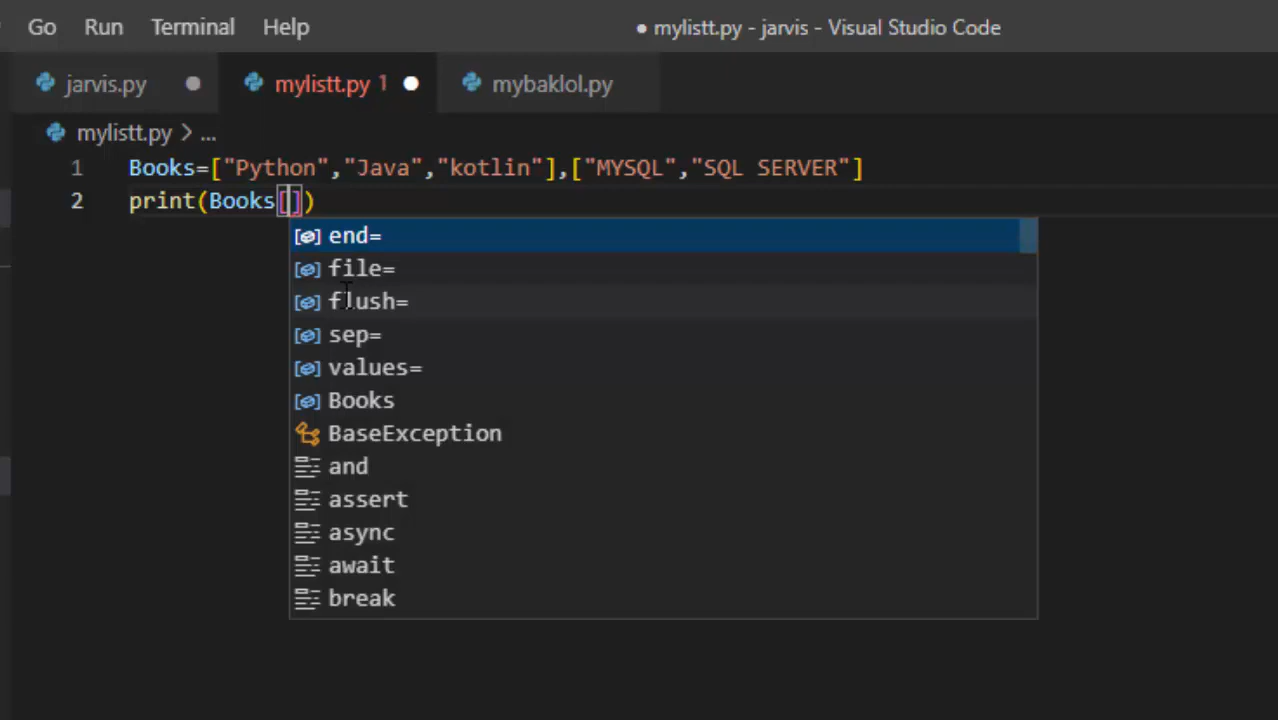 Go Run Terminal Help ● mylistt.py - jarvis - Visual Studio Code
jarvis.py mylistt.py 1 mybaklol.py
mylistt.py > ...
1 Books=["Python","Java","kotlin"],["MYSQL","SQL SERVER"]
2 print(Books[])
end=
file=
flush=
sep=
values=
Books
BaseException
and
assert
async
await
break